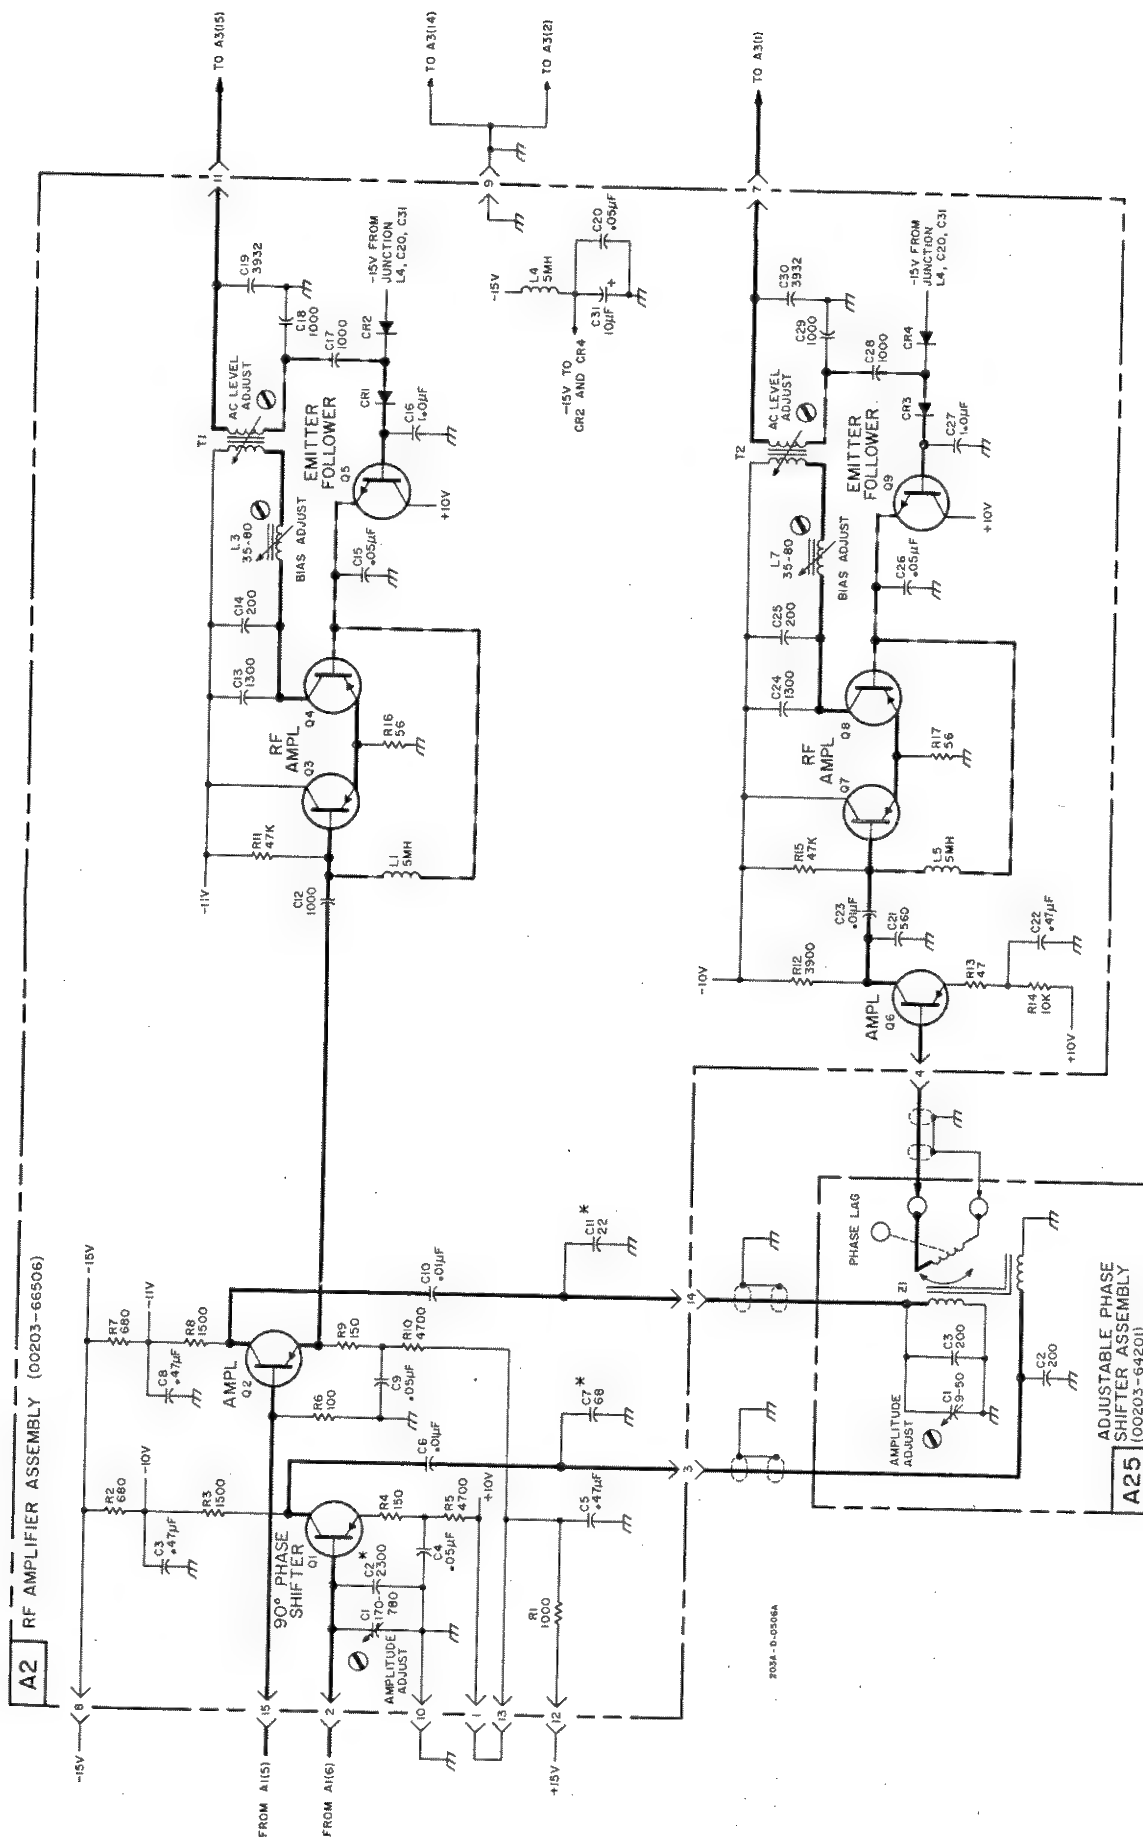 A2
RF AMPLIFIER ASSEMBLY (00203-66506)
-15V
8
-15V
R2
680
-10V
C3
.47µF
R3
1500
R7
680
-11V
C8
.47µF
R8
1500
FROM A1(5)
15
FROM A1(6)
2
90° PHASE
SHIFTER
Q1
AMPL
Q2
C1
170-
780
AMPLITUDE
ADJUST
C2
*
2300
R4
150
R5
4700
C4
.05µF
+10V
10
1
13
12
+15V
R1
1000
C5
.47µF
C6
.01µF
C7
*
68
R6
100
R9
150
C9
.05µF
R10
4700
C10
.01µF
C11
*
22
3
14
-11V
R11
47K
C12
1000
L1
5MH
RF
AMPL
Q3
Q4
R16
56
C13
1300
C14
200
L3
35-80
BIAS ADJUST
T1
AC LEVEL
ADJUST
EMITTER
FOLLOWER
Q5
C15
.05µF
+10V
C16
1.0µF
CR1
CR2
C17
1000
C18
1000
C19
3932
-15V FROM
JUNCTION
L4, C20, C31
11
TO A3(15)
9
TO A3(14)
TO A3(2)
-15V
L4
5MH
C20
.05µF
C31
10µF
+
-15V TO
CR2 AND CR4
-10V
R12
3900
R15
47K
AMPL
Q6
C23
.01µF
C21
560
R13
47
R14
10K
C22
.47µF
+10V
4
L5
5MH
RF
AMPL
Q7
Q8
R17
56
C24
1300
C25
200
L7
35-80
BIAS ADJUST
T2
AC LEVEL
ADJUST
EMITTER
FOLLOWER
Q9
C26
.05µF
+10V
C27
1.0µF
CR3
CR4
C28
1000
C29
1000
C30
3932
-15V FROM
JUNCTION
L4, C20, C31
7
TO A3(1)
PHASE LAG
Z1
AMPLITUDE
ADJUST
C1
9-50
C3
200
C2
200
A25
ADJUSTABLE PHASE
SHIFTER ASSEMBLY
(00203-64201)
203A-D-0506A